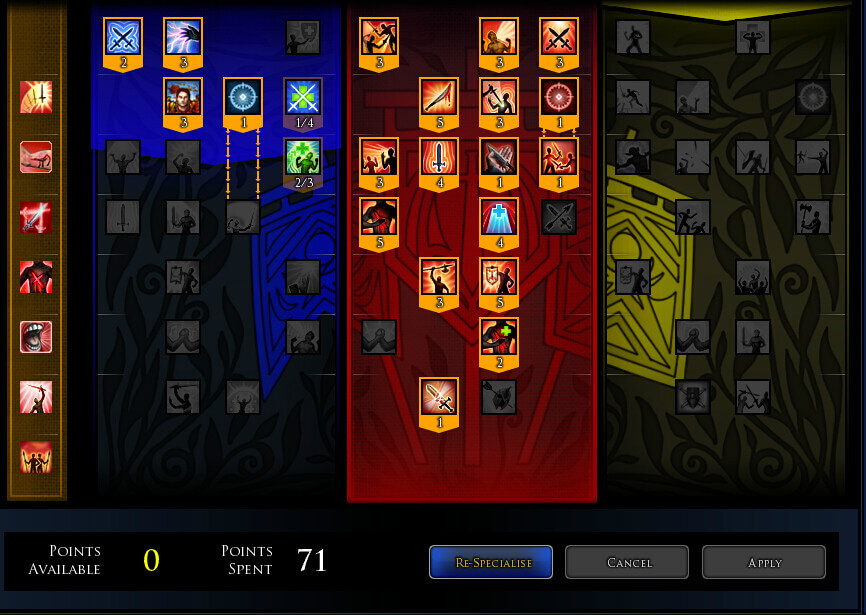 2 3 3 3 3
3 1 1/4 5 3 1
2/3 3 4 1 1
5 4
3 5
2
1
POINTS AVAILABLE 0 POINTS SPENT 71 RE-SPECIALISE CANCEL APPLY